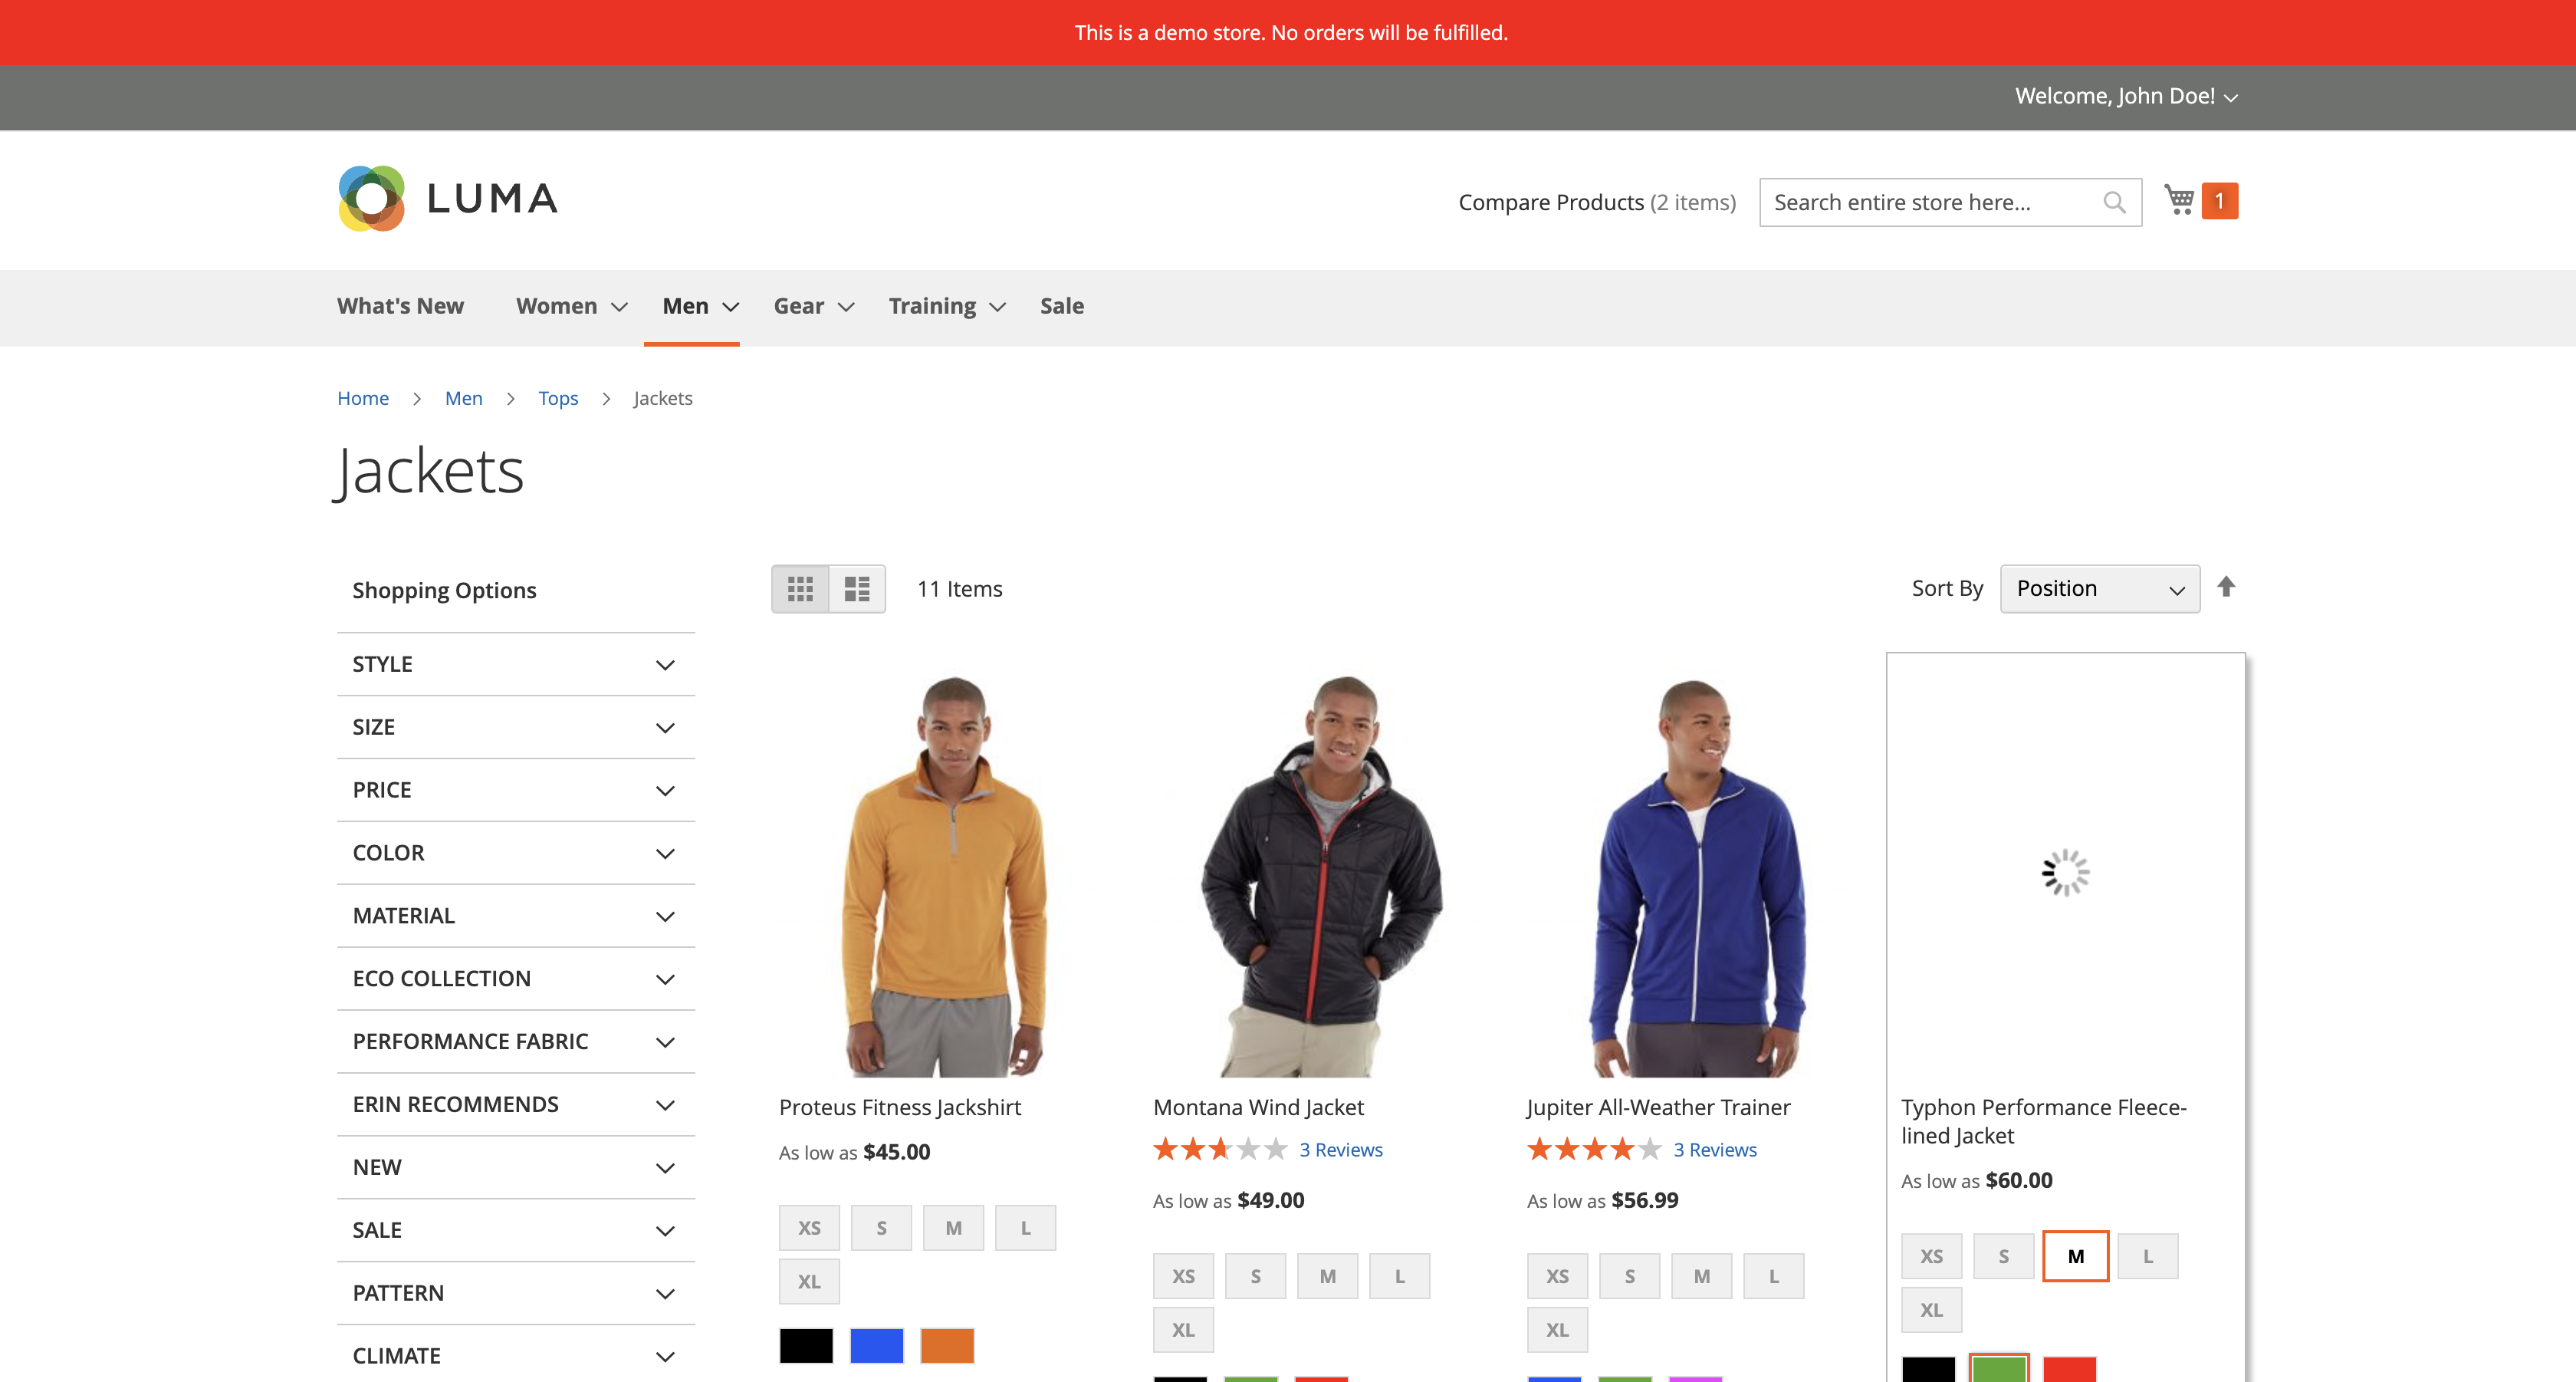 This is a demo store. No orders will be fulfilled.
Welcome, John Doe!
LUMA
Compare Products (2 items)
Search entire store here...
1
What's New Women Men Gear Training Sale
Home Men Tops Jackets
Jackets
Shopping Options
STYLE
SIZE
PRICE
COLOR
MATERIAL
ECO COLLECTION
PERFORMANCE FABRIC
ERIN RECOMMENDS
NEW
SALE
PATTERN
CLIMATE
11 Items
Sort By Position
Proteus Fitness Jackshirt
As low as $45.00
XS S M L
XL
Montana Wind Jacket
3 Reviews
As low as $49.00
XS S M L
XL
Jupiter All-Weather Trainer
3 Reviews
As low as $56.99
XS S M L
XL
Typhon Performance Fleece-
lined Jacket
As low as $60.00
XS S M L
XL